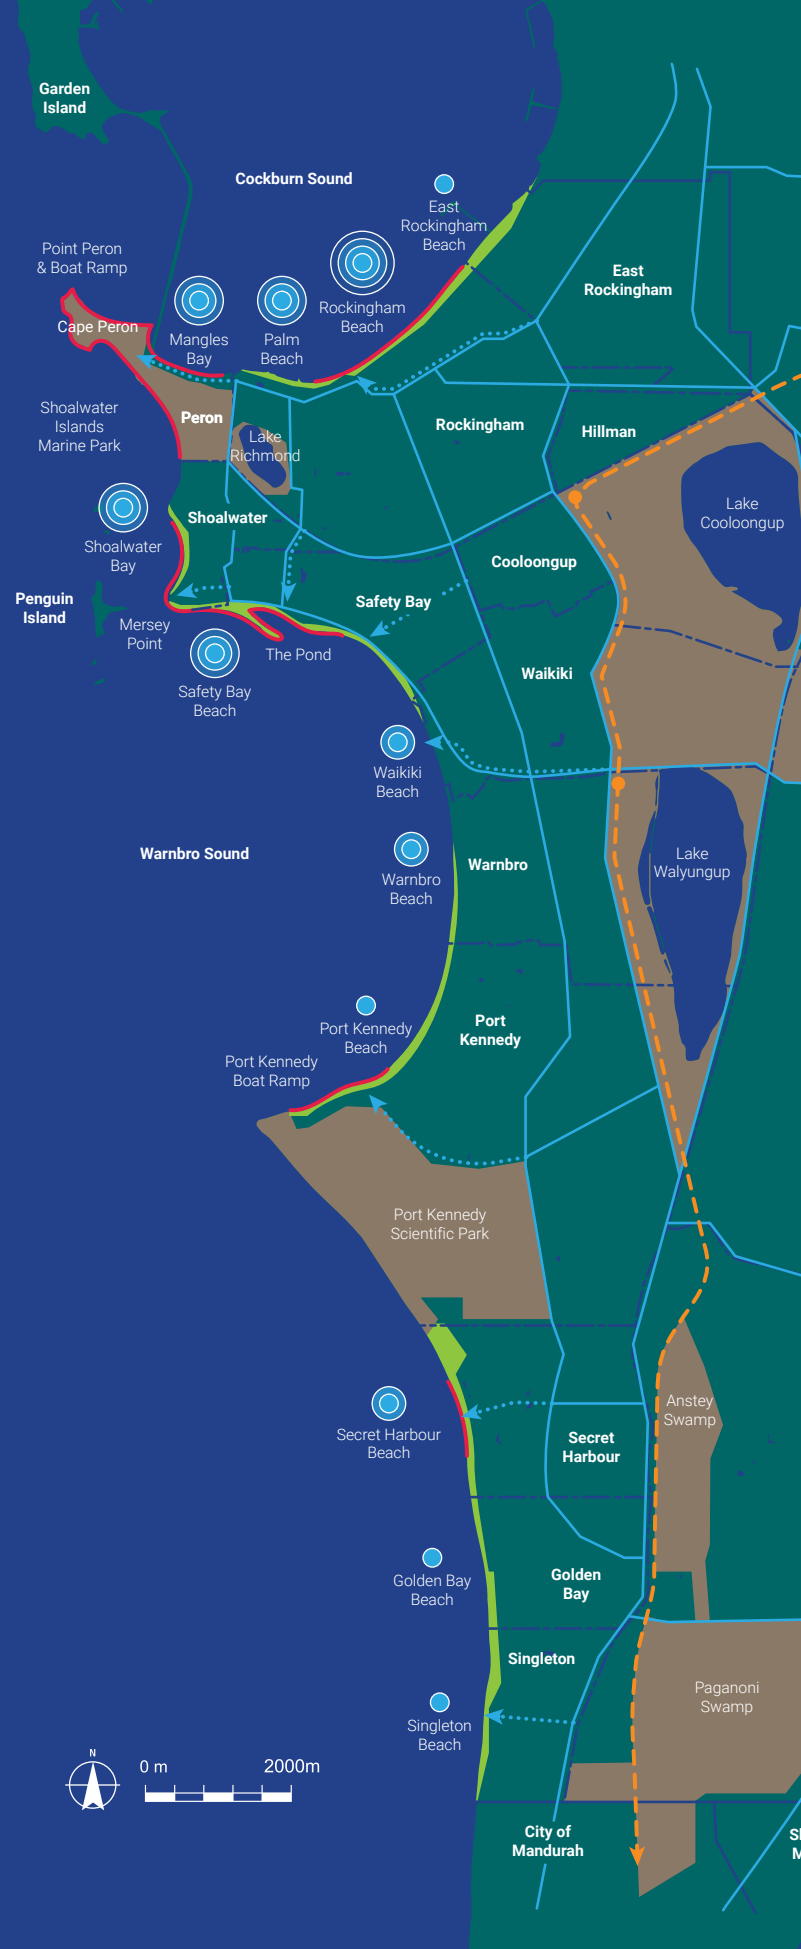 Garden
Island
Cockburn Sound
East
Rockingham
Beach
Point Peron
& Boat Ramp
East
Rockingham
Rockingham
Beach
Cape Peron
Mangles
Bay
Palm
Beach
Shoalwater
Islands
Marine Park
Peron
Rockingham
Hillman
Lake
Richmond
Lake
Cooloongup
Shoalwater
Shoalwater
Bay
Cooloongup
Penguin
Island
Safety Bay
Mersey
Point
The Pond
Waikiki
Safety Bay
Beach
Waikiki
Beach
Warnbro Sound
Warnbro
Lake
Walyungup
Warnbro
Beach
Port Kennedy
Beach
Port
Kennedy
Port Kennedy
Boat Ramp
Port Kennedy
Scientific Park
Anstey
Swamp
Secret Harbour
Beach
Secret
Harbour
Golden Bay
Beach
Golden
Bay
Singleton
Paganoni
Swamp
Singleton
Beach
N
0 m 2000m
City of
Mandurah